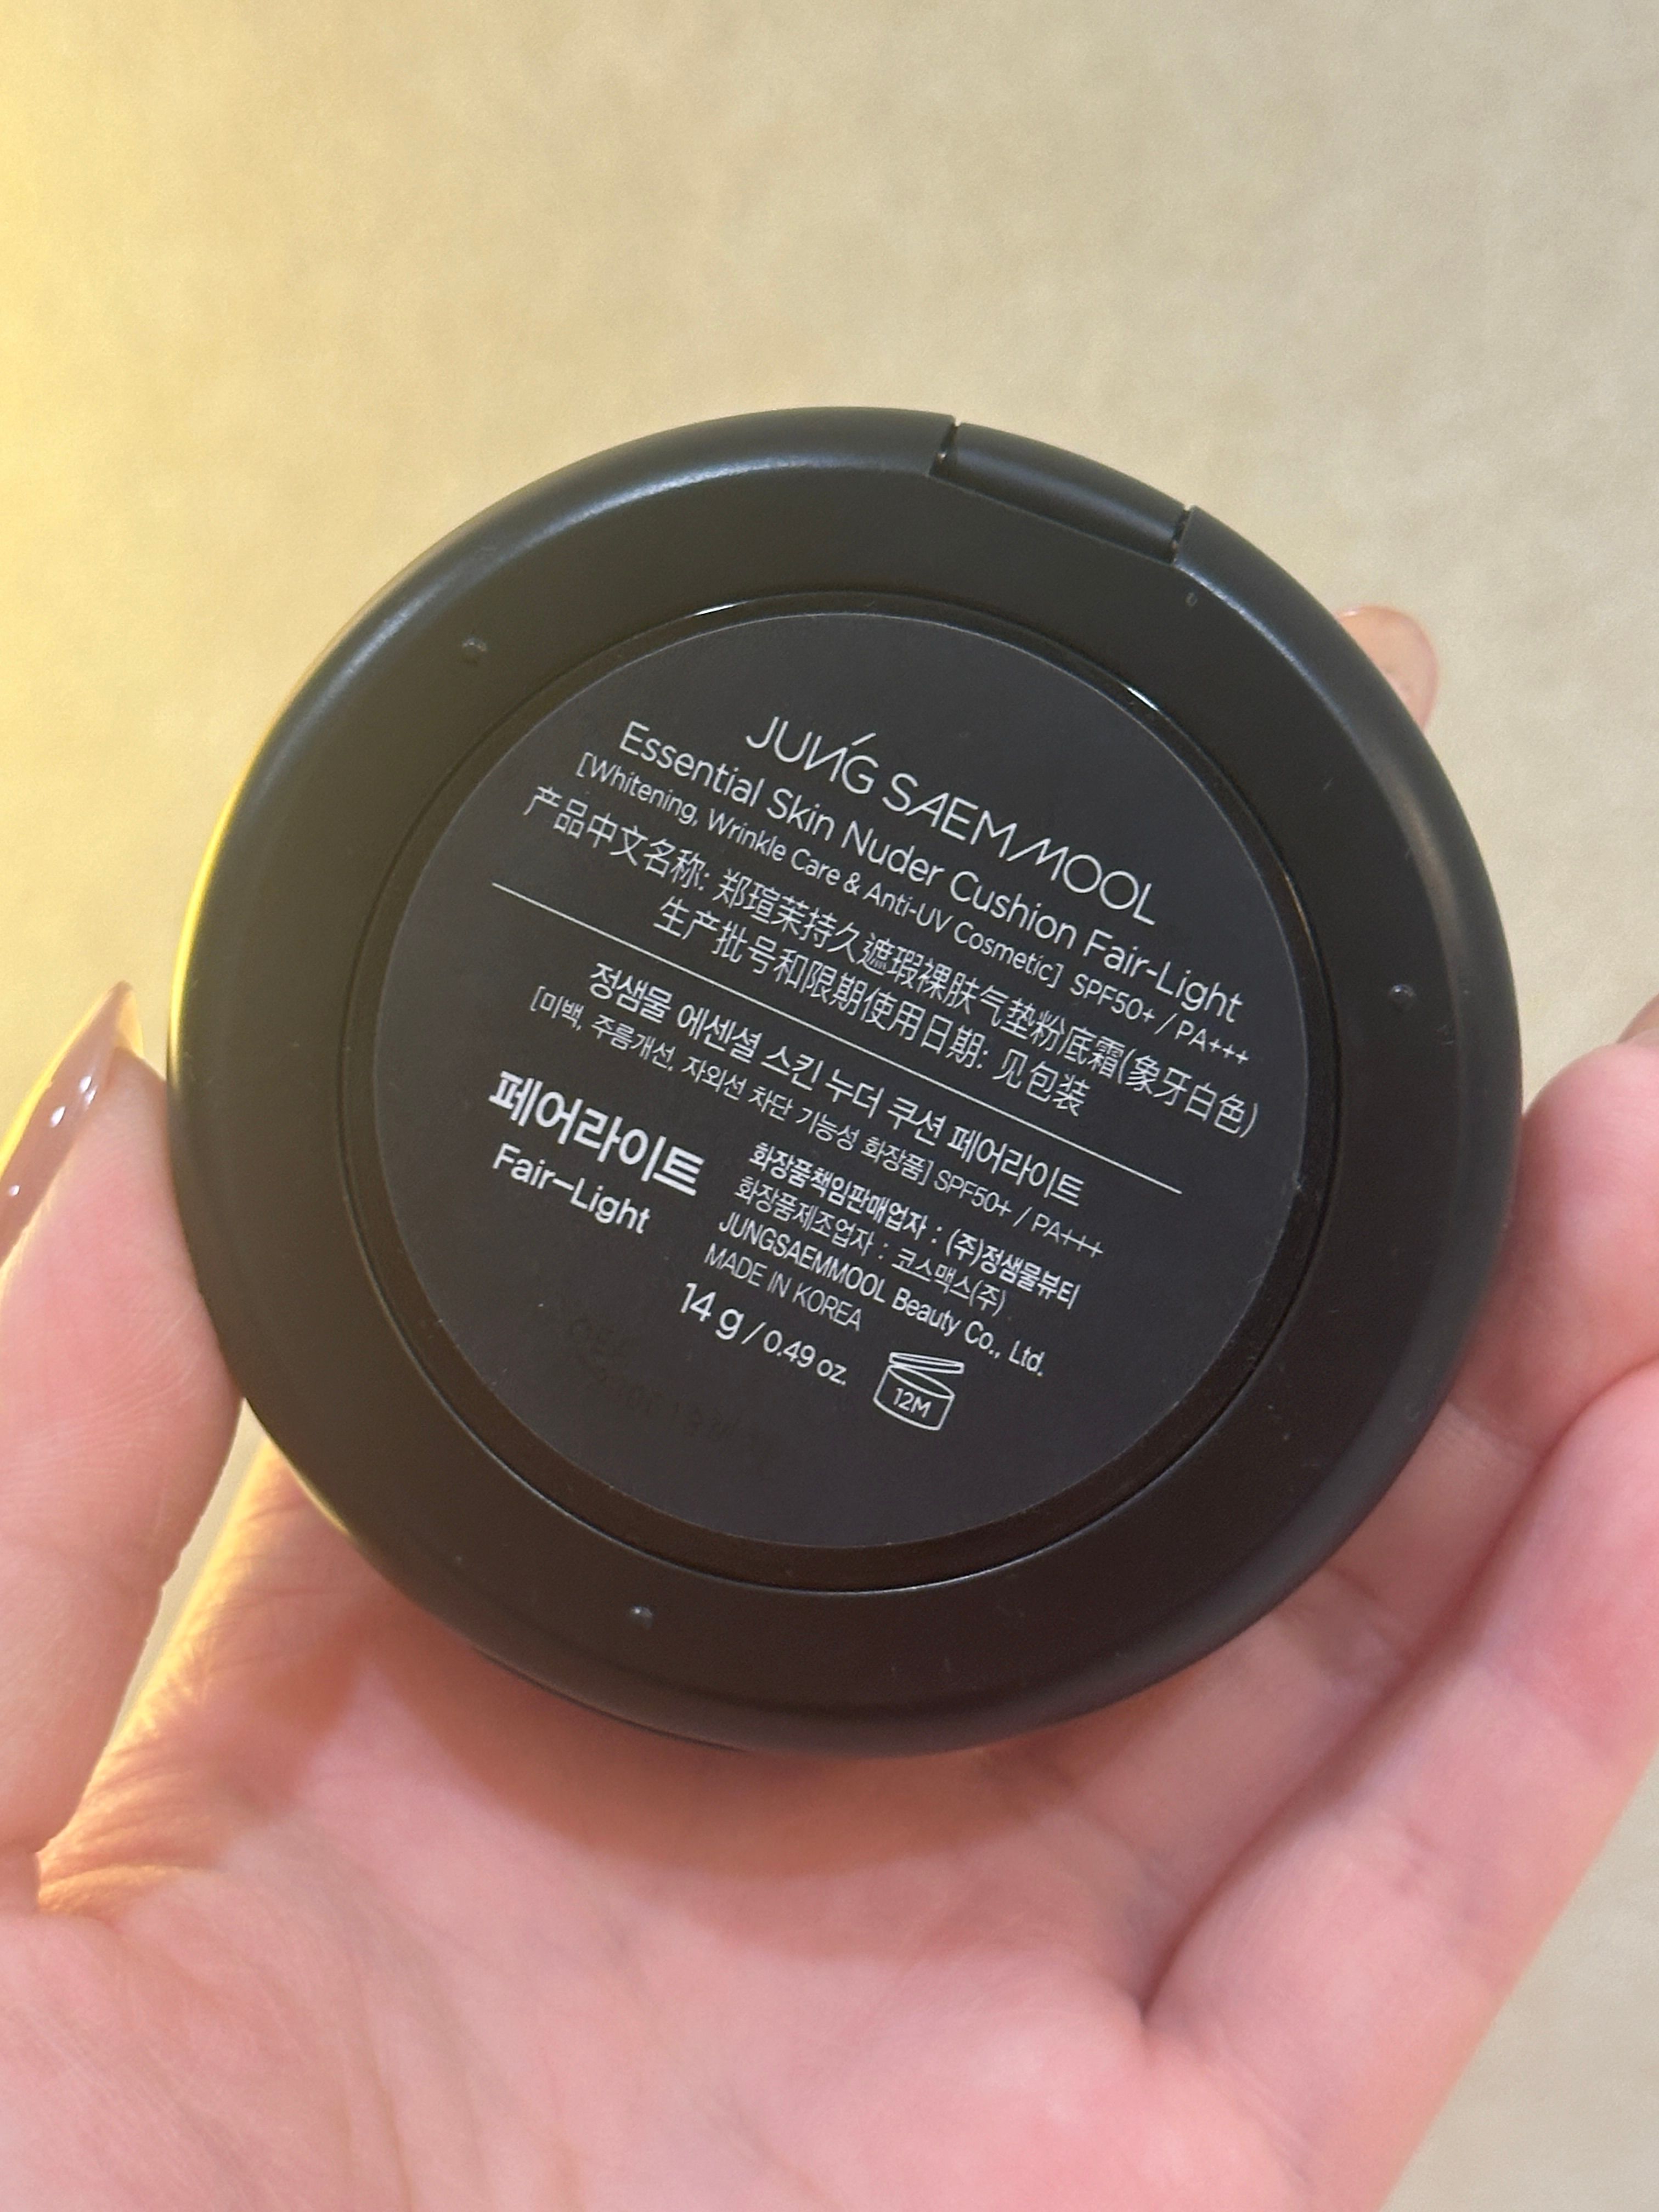 JUNG SAEM MOOL
Essential Skin Nuder Cushion Fair-Light
[Whitening, Wrinkle Care & Anti-UV Cosmetic] SPF50+ / PA+++
产品中文名称: 郑瑄茉持久遮瑕裸肤气垫粉底霜(象牙白色)
生产批号和限期使用日期: 见包装
정샘물 에센셜 스킨 누더 쿠션 페어라이트
[미백, 주름개선, 자외선 차단 기능성 화장품] SPF50+ / PA+++
페어라이트
Fair-Light
화장품책임판매업자 : (주)정샘물뷰티
화장품제조업자 : 코스맥스(주)
JUNGSAEMMOOL Beauty Co., Ltd.
MADE IN KOREA
14 g / 0.49 oz.
12M